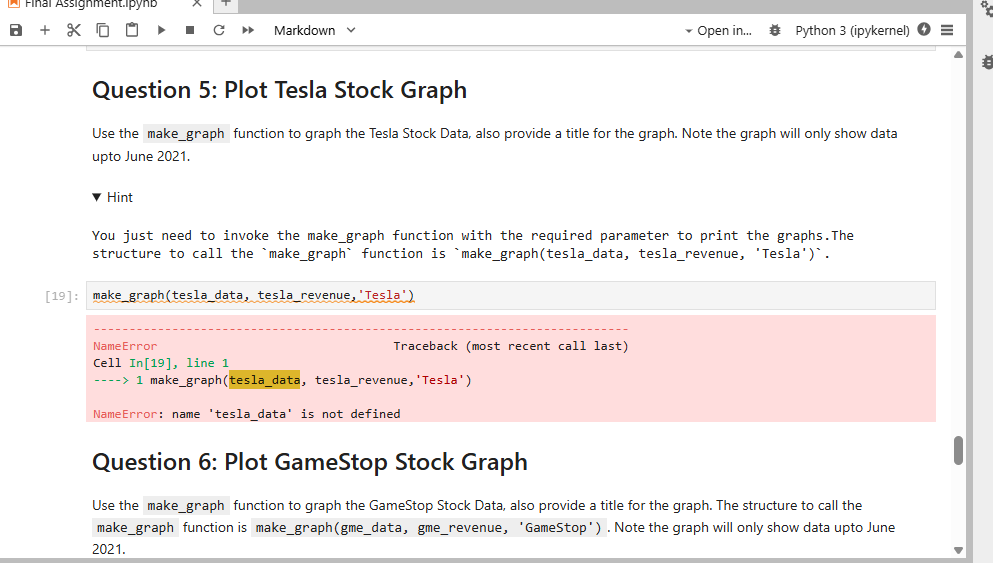 Final Assignment.ipynb
Markdown
Open in...
Python 3 (ipykernel)
Question 5: Plot Tesla Stock Graph
Use the make_graph function to graph the Tesla Stock Data, also provide a title for the graph. Note the graph will only show data
upto June 2021.
Hint
You just need to invoke the make_graph function with the required parameter to print the graphs.The
structure to call the `make_graph` function is `make_graph(tesla_data, tesla_revenue, 'Tesla')`.
[19]:
make_graph(tesla_data, tesla_revenue,'Tesla')
---------------------------------------------------------------------------
NameError Traceback (most recent call last)
Cell In[19], line 1
----> 1 make_graph(tesla_data, tesla_revenue,'Tesla')
NameError: name 'tesla_data' is not defined
Question 6: Plot GameStop Stock Graph
Use the make_graph function to graph the GameStop Stock Data, also provide a title for the graph. The structure to call the
make_graph function is make_graph(gme_data, gme_revenue, 'GameStop'). Note the graph will only show data upto June
2021.